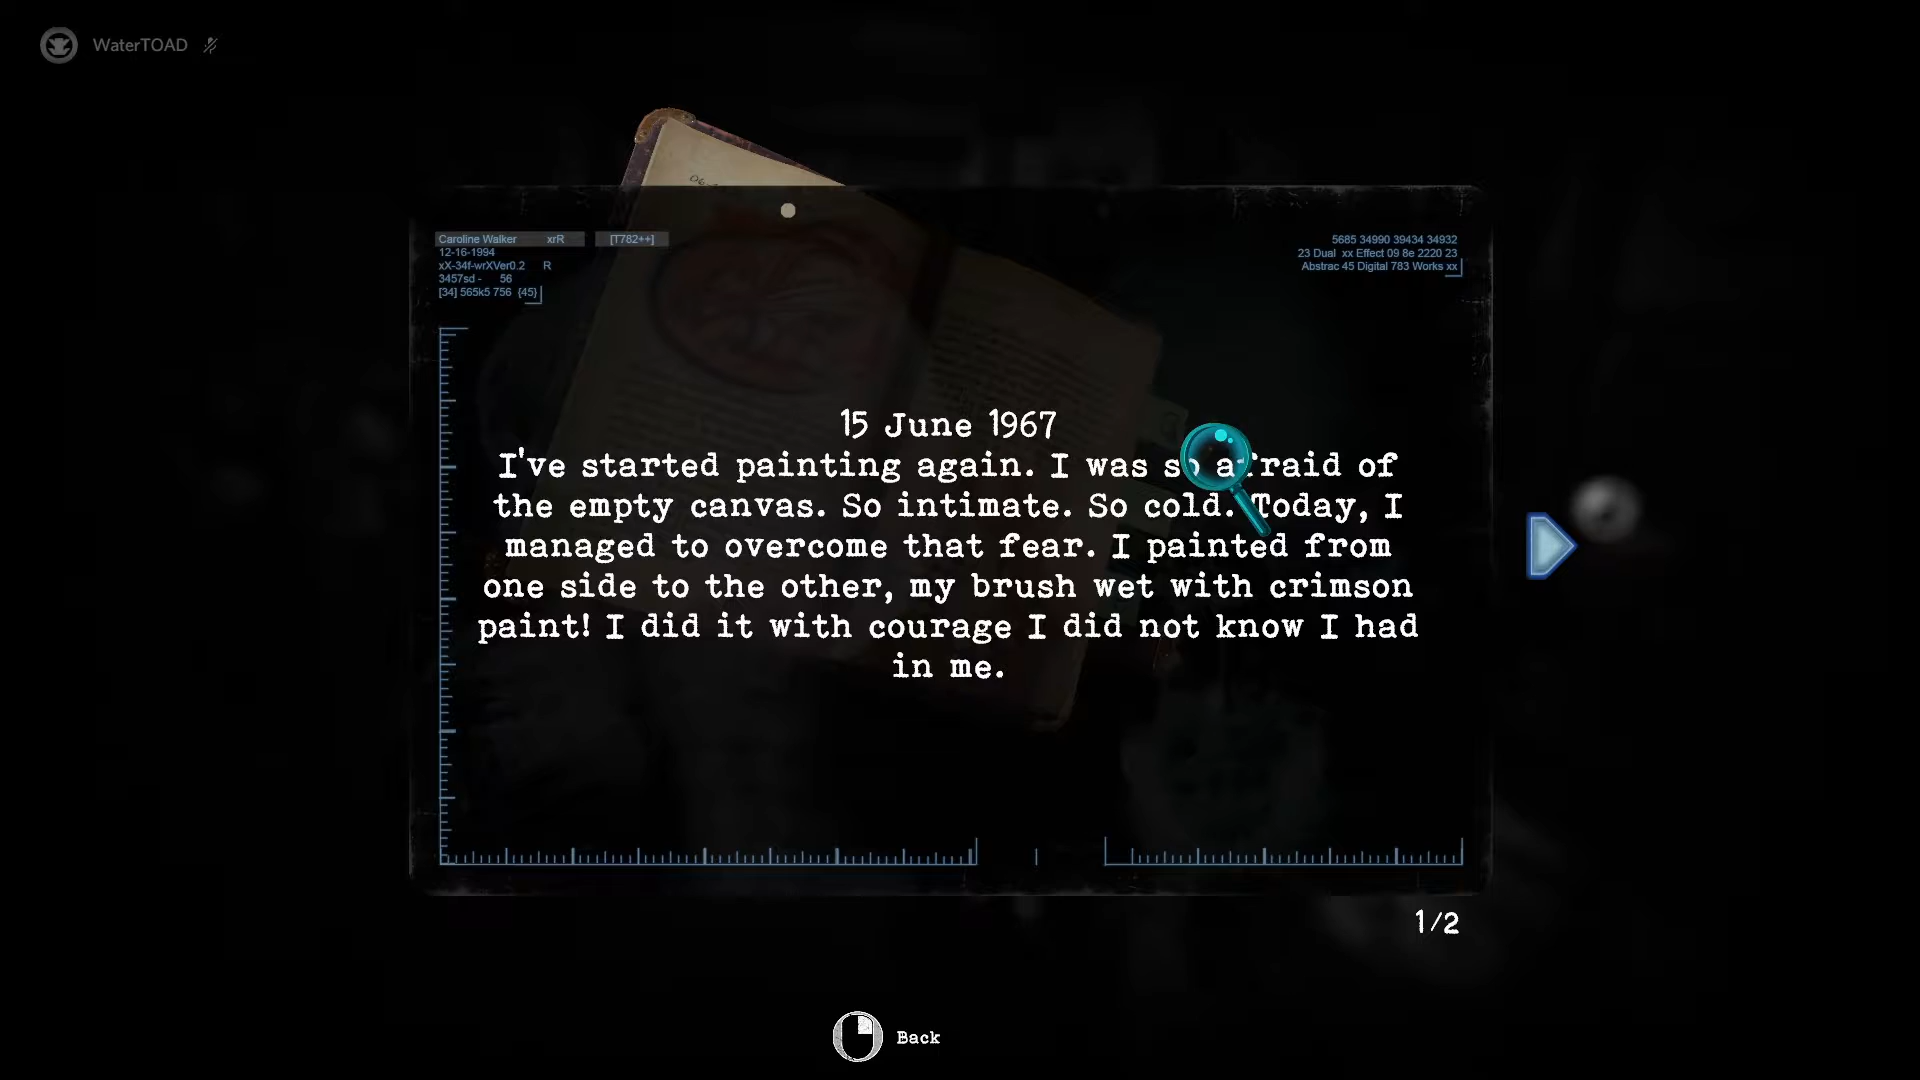 WaterTOAD
Caroline Walker xrR [T782++]
12-16-1994
xX-34f-wrXVer0.2 R
3457sd - 56
[34] 565k5 756 {45}
5685 34990 39434 34932
23 Dual xx Effect 09 8e 2220 23
Abstrac 45 Digital 783 Works xx
15 June 1967
I've started painting again. I was so afraid of
the empty canvas. So intimate. So cold. Today, I
managed to overcome that fear. I painted from
one side to the other, my brush wet with crimson
paint! I did it with courage I did not know I had
in me.
1/2
Back